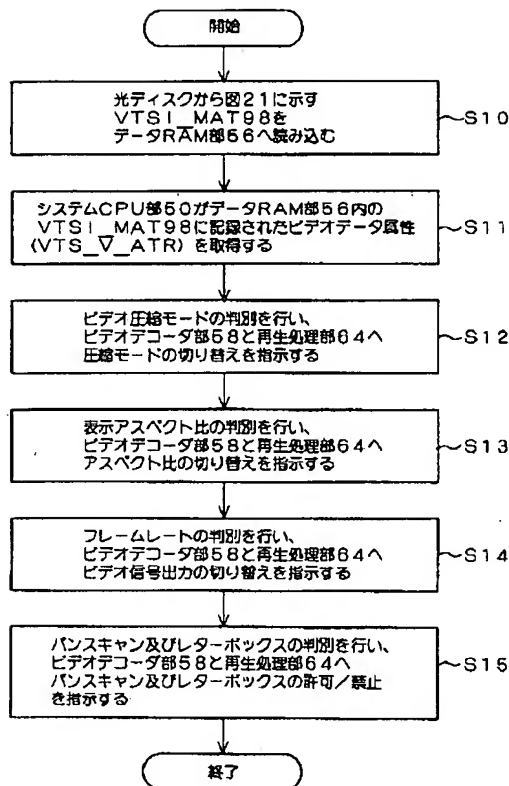 開始
光ディスクから図21に示す
VTSI_MAT98を
データRAM部56へ読み込む
S10
システムCPU部50がデータRAM部56内の
VTSI_MAT98に記録されたビデオデータ属性
(VTS_V_ATR)を取得する
S11
ビデオ圧縮モードの判別を行い、
ビデオデコーダ部58と再生処理部64へ
圧縮モードの切り替えを指示する
S12
表示アスペクト比の判別を行い、
ビデオデコーダ部58と再生処理部64へ
アスペクト比の切り替えを指示する
S13
フレームレートの判別を行い、
ビデオデコーダ部58と再生処理部64へ
ビデオ信号出力の切り替えを指示する
S14
パンスキャン及びレターボックスの判別を行い、
ビデオデコーダ部58と再生処理部64へ
パンスキャン及びレターボックスの許可/禁止
を指示する
S15
終了